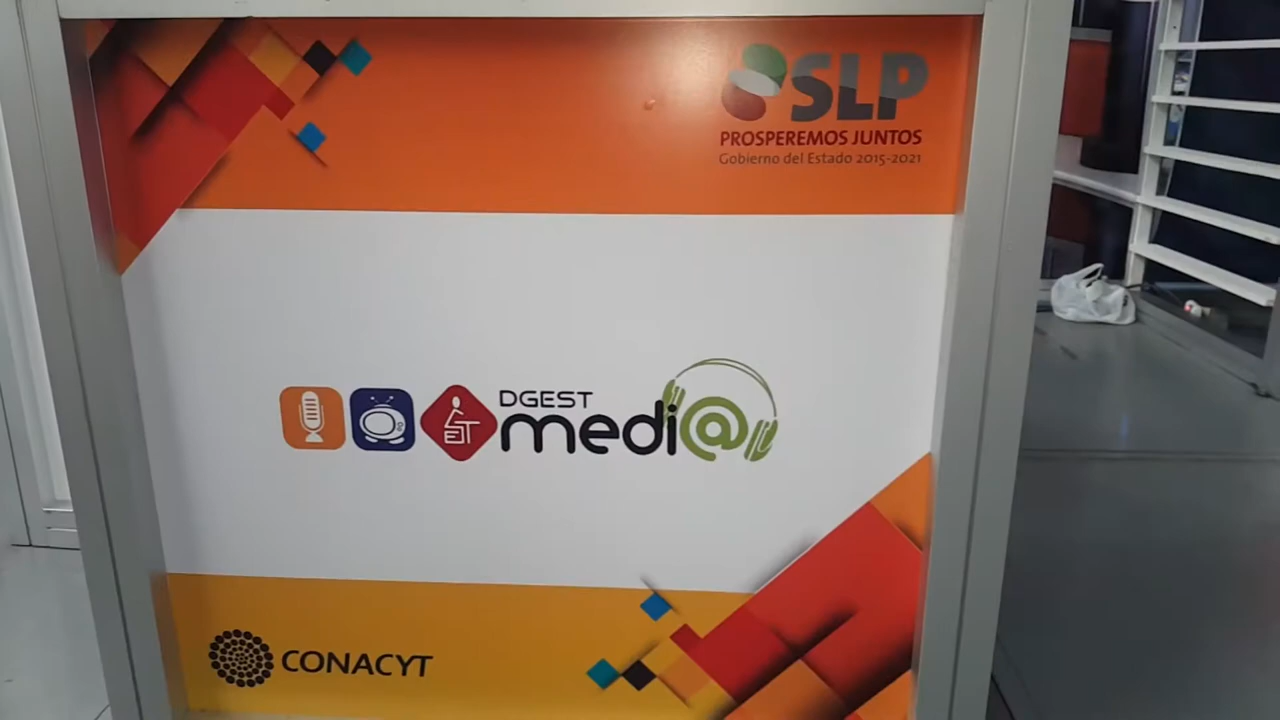 SLP
PROSPEREMOS JUNTOS
Gobierno del Estado 2015-2021
DGEST
medi@
CONACYT